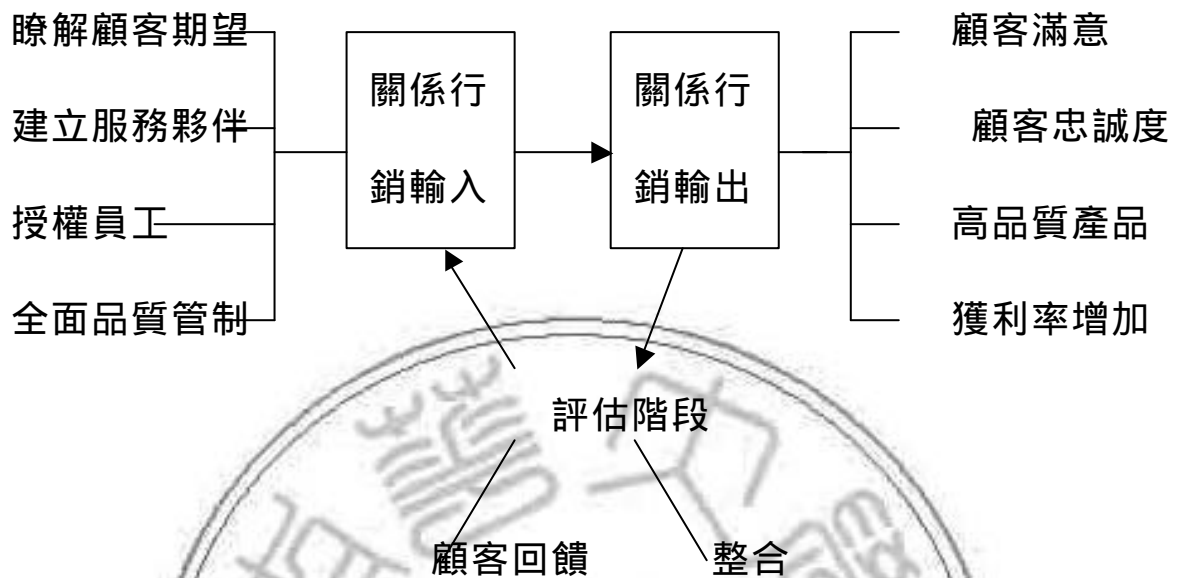 瞭解顧客期望
建立服務夥伴
授權員工
全面品質管制
關係行
銷輸入
關係行
銷輸出
顧客滿意
顧客忠誠度
高品質產品
獲利率增加
評估階段
顧客回饋
整合